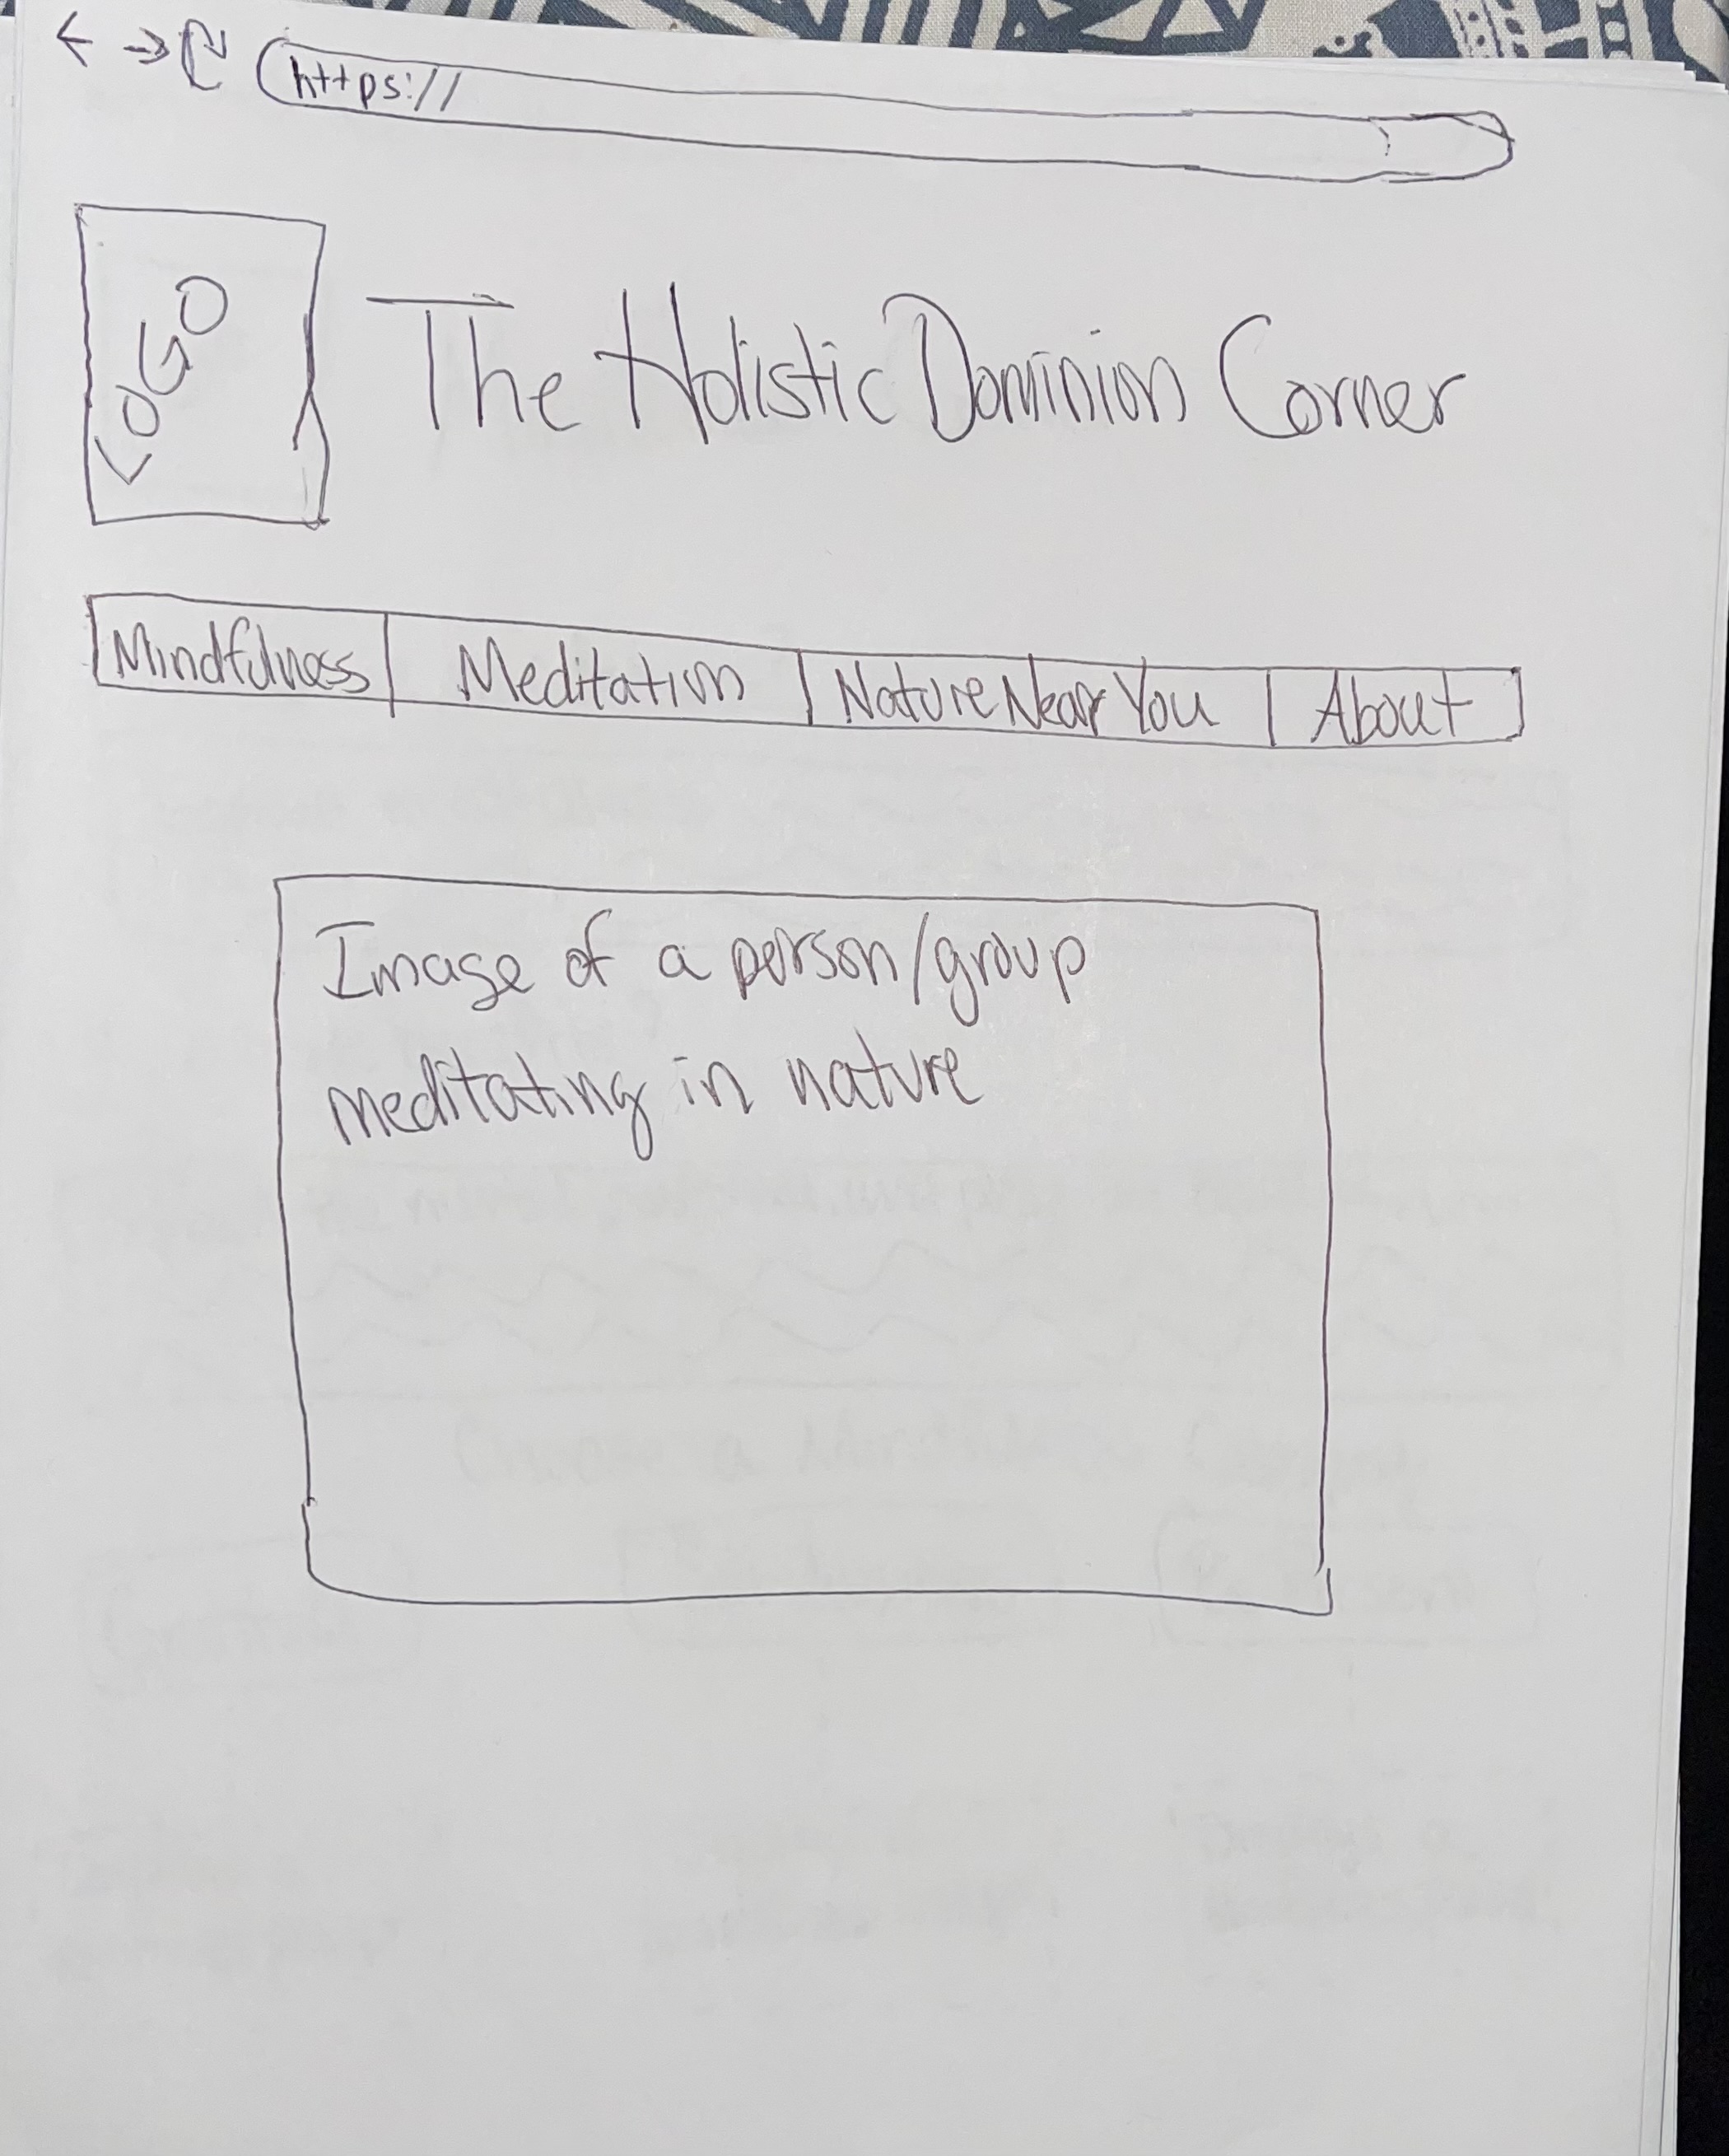 https://
LOGO
The Holistic Dominion Corner
Mindfulness Meditation Nature Near You About
Image of a person/group
meditating in nature